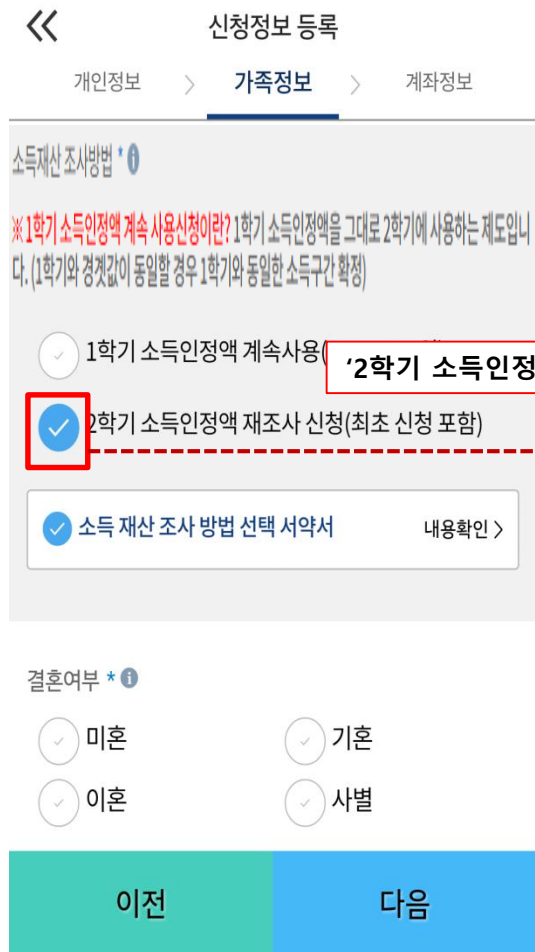 신청정보 등록
개인정보 > 가족정보 > 계좌정보
소득재산 조사방법 *
※ 1학기 소득인정액 계속 사용신청이란? 1학기 소득인정액을 그대로 2학기에 사용하는 제도입니
다. (1학기와 경곗값이 동일할 경우 1학기와 동일한 소득구간 확정)
1학기 소득인정액 계속사용(
‘2학기 소득인정
2학기 소득인정액 재조사 신청(최초 신청 포함)
소득 재산 조사 방법 선택 서약서 내용확인 >
결혼여부 *
미혼 기혼
이혼 사별
이전 다음